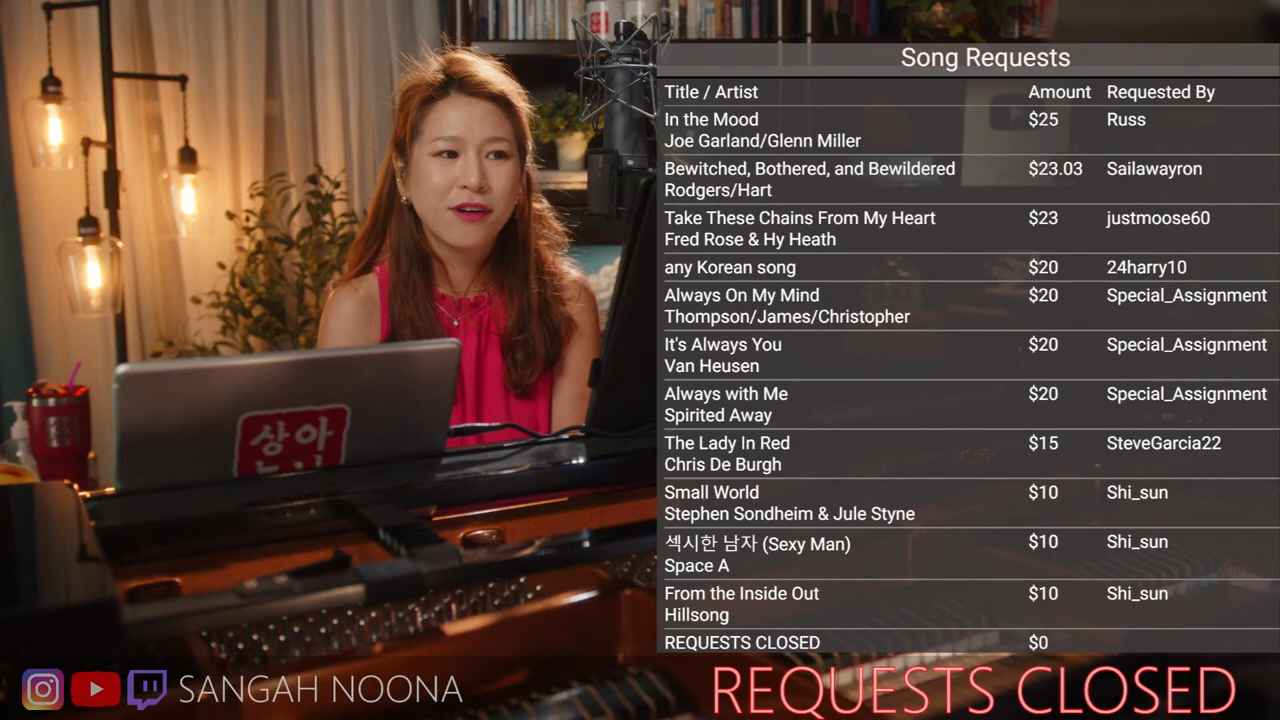 Song Requests
Title / Artist Amount Requested By
In the Mood $25 Russ
Joe Garland/Glenn Miller
Bewitched, Bothered, and Bewildered $23.03 Sailawayron
Rodgers/Hart
Take These Chains From My Heart $23 justmoose60
Fred Rose & Hy Heath
any Korean song $20 24harry10
Always On My Mind $20 Special_Assignment
Thompson/James/Christopher
It's Always You $20 Special_Assignment
Van Heusen
Always with Me $20 Special_Assignment
Spirited Away
The Lady In Red $15 SteveGarcia22
Chris De Burgh
Small World $10 Shi_sun
Stephen Sondheim & Jule Styne
섹시한 남자 (Sexy Man) $10 Shi_sun
Space A
From the Inside Out $10 Shi_sun
Hillsong
REQUESTS CLOSED $0
상아
SANGAH NOONA
REQUESTS CLOSED